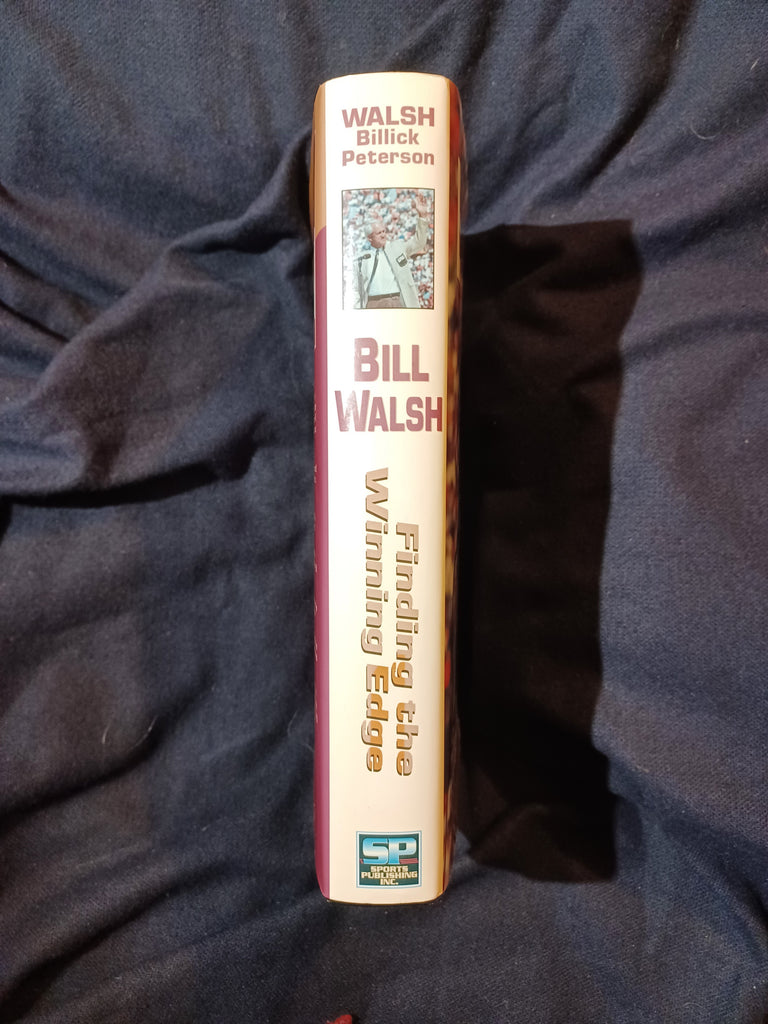 WALSH
Billick
Peterson
BILL
WALSH
Finding the
Winning Edge
SP
SPORTS
PUBLISHING
INC.